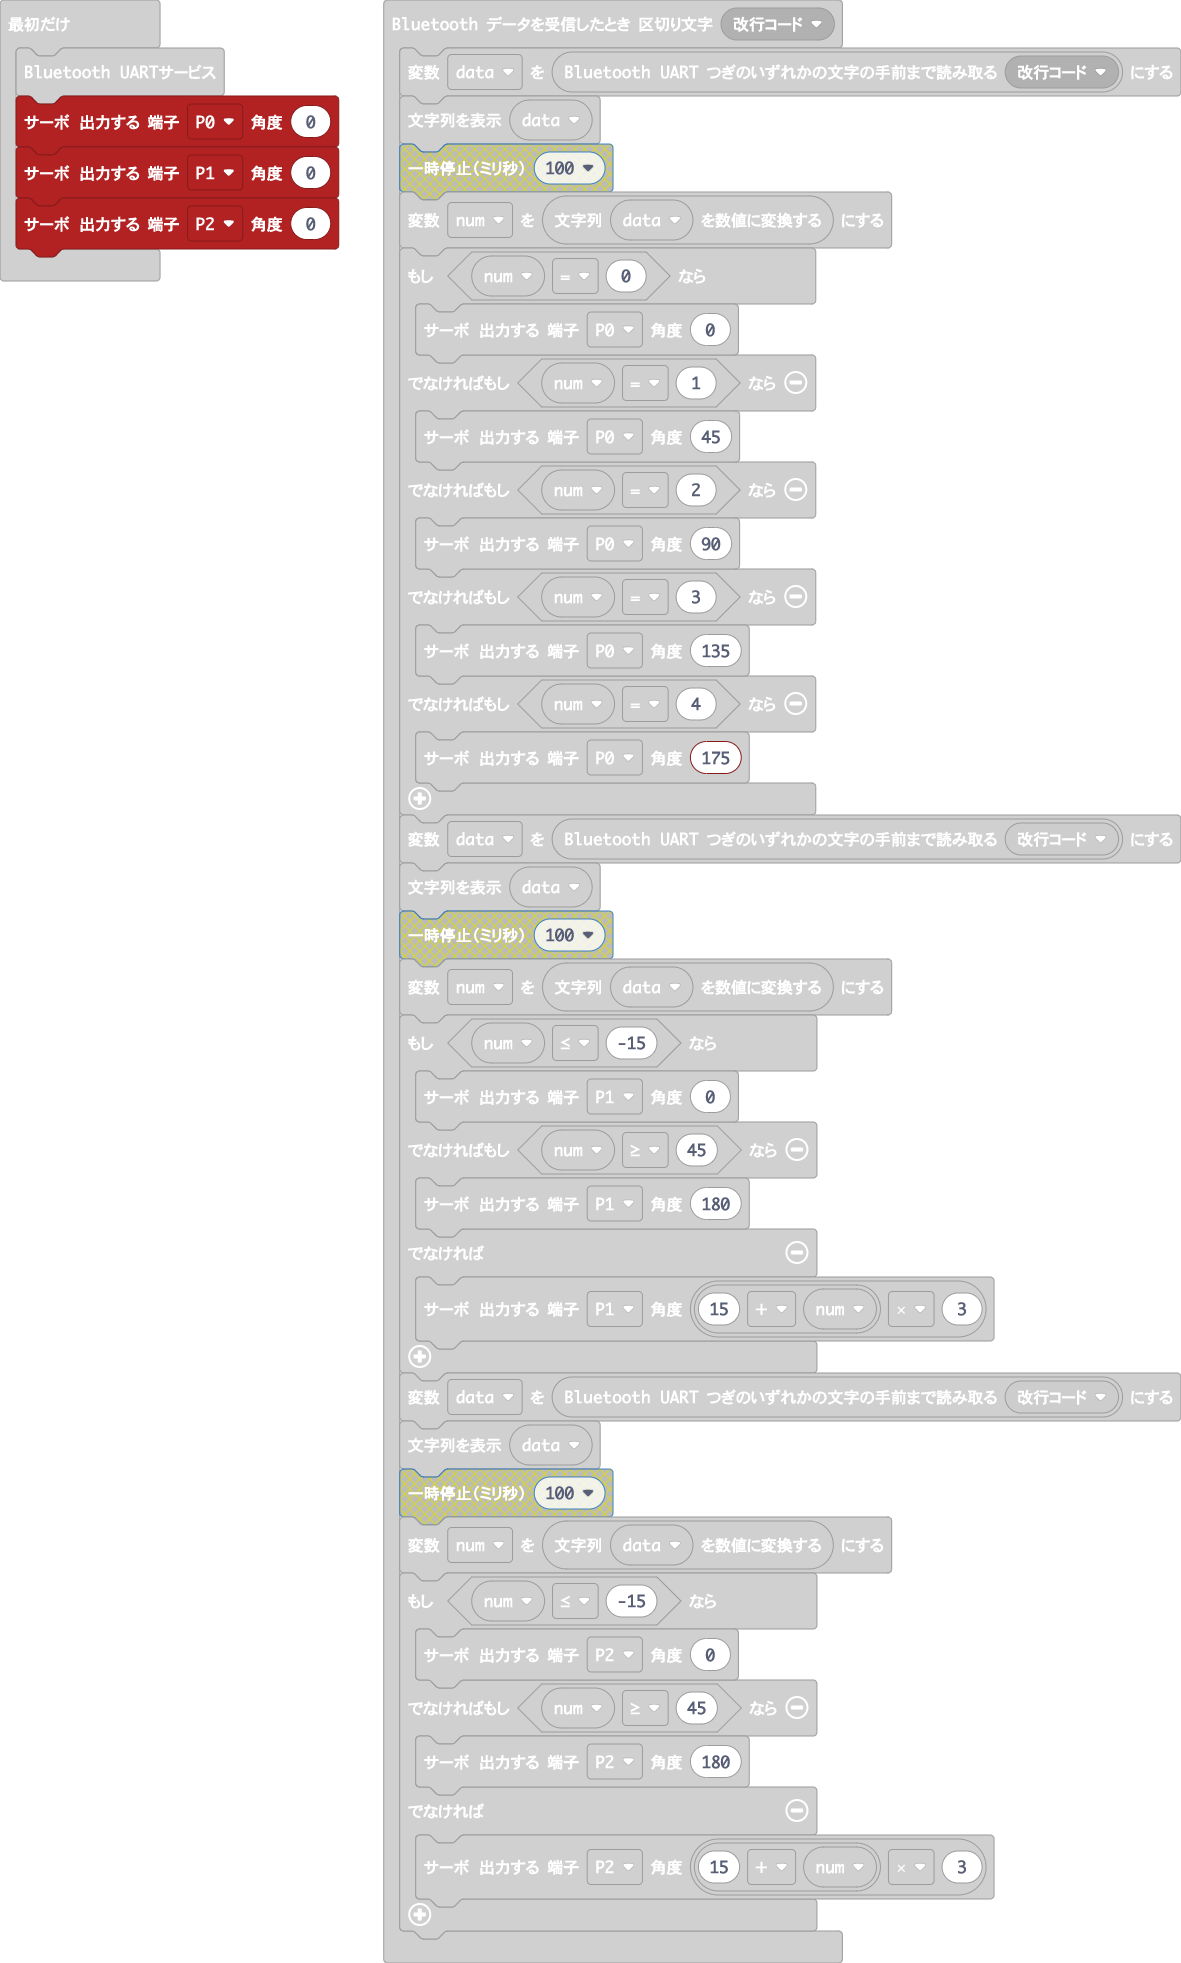 最初だけ
Bluetooth UARTサービス
サーボ 出力する 端子 P0 角度 0
サーボ 出力する 端子 P1 角度 0
サーボ 出力する 端子 P2 角度 0
Bluetooth データを受信したとき 区切り文字 改行コード
変数 data を Bluetooth UART つぎのいずれかの文字の手前まで読み取る 改行コード にする
文字列を表示 data
一時停止(ミリ秒) 100
変数 num を 文字列 data を数値に変換する にする
もし num = 0 なら
サーボ 出力する 端子 P0 角度 0
でなければもし num = 1 なら
サーボ 出力する 端子 P0 角度 45
でなければもし num = 2 なら
サーボ 出力する 端子 P0 角度 90
でなければもし num = 3 なら
サーボ 出力する 端子 P0 角度 135
でなければもし num = 4 なら
サーボ 出力する 端子 P0 角度 175
変数 data を Bluetooth UART つぎのいずれかの文字の手前まで読み取る 改行コード にする
文字列を表示 data
一時停止(ミリ秒) 100
変数 num を 文字列 data を数値に変換する にする
もし num ≤ -15 なら
サーボ 出力する 端子 P1 角度 0
でなければもし num ≥ 45 なら
サーボ 出力する 端子 P1 角度 180
でなければ
サーボ 出力する 端子 P1 角度 15 + num × 3
変数 data を Bluetooth UART つぎのいずれかの文字の手前まで読み取る 改行コード にする
文字列を表示 data
一時停止(ミリ秒) 100
変数 num を 文字列 data を数値に変換する にする
もし num ≤ -15 なら
サーボ 出力する 端子 P2 角度 0
でなければもし num ≥ 45 なら
サーボ 出力する 端子 P2 角度 180
でなければ
サーボ 出力する 端子 P2 角度 15 + num × 3